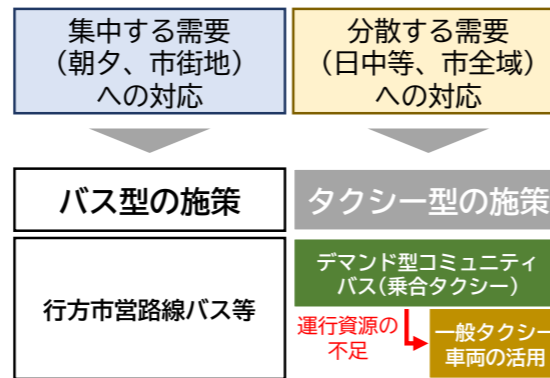 集中する需要
（朝夕、市街地）
への対応
分散する需要
（日中等、市全域）
への対応
バス型の施策
タクシー型の施策
行方市営路線バス等
デマンド型コミュニティ
バス(乗合タクシー）
運行資源の
不足
一般タクシー
車両の活用